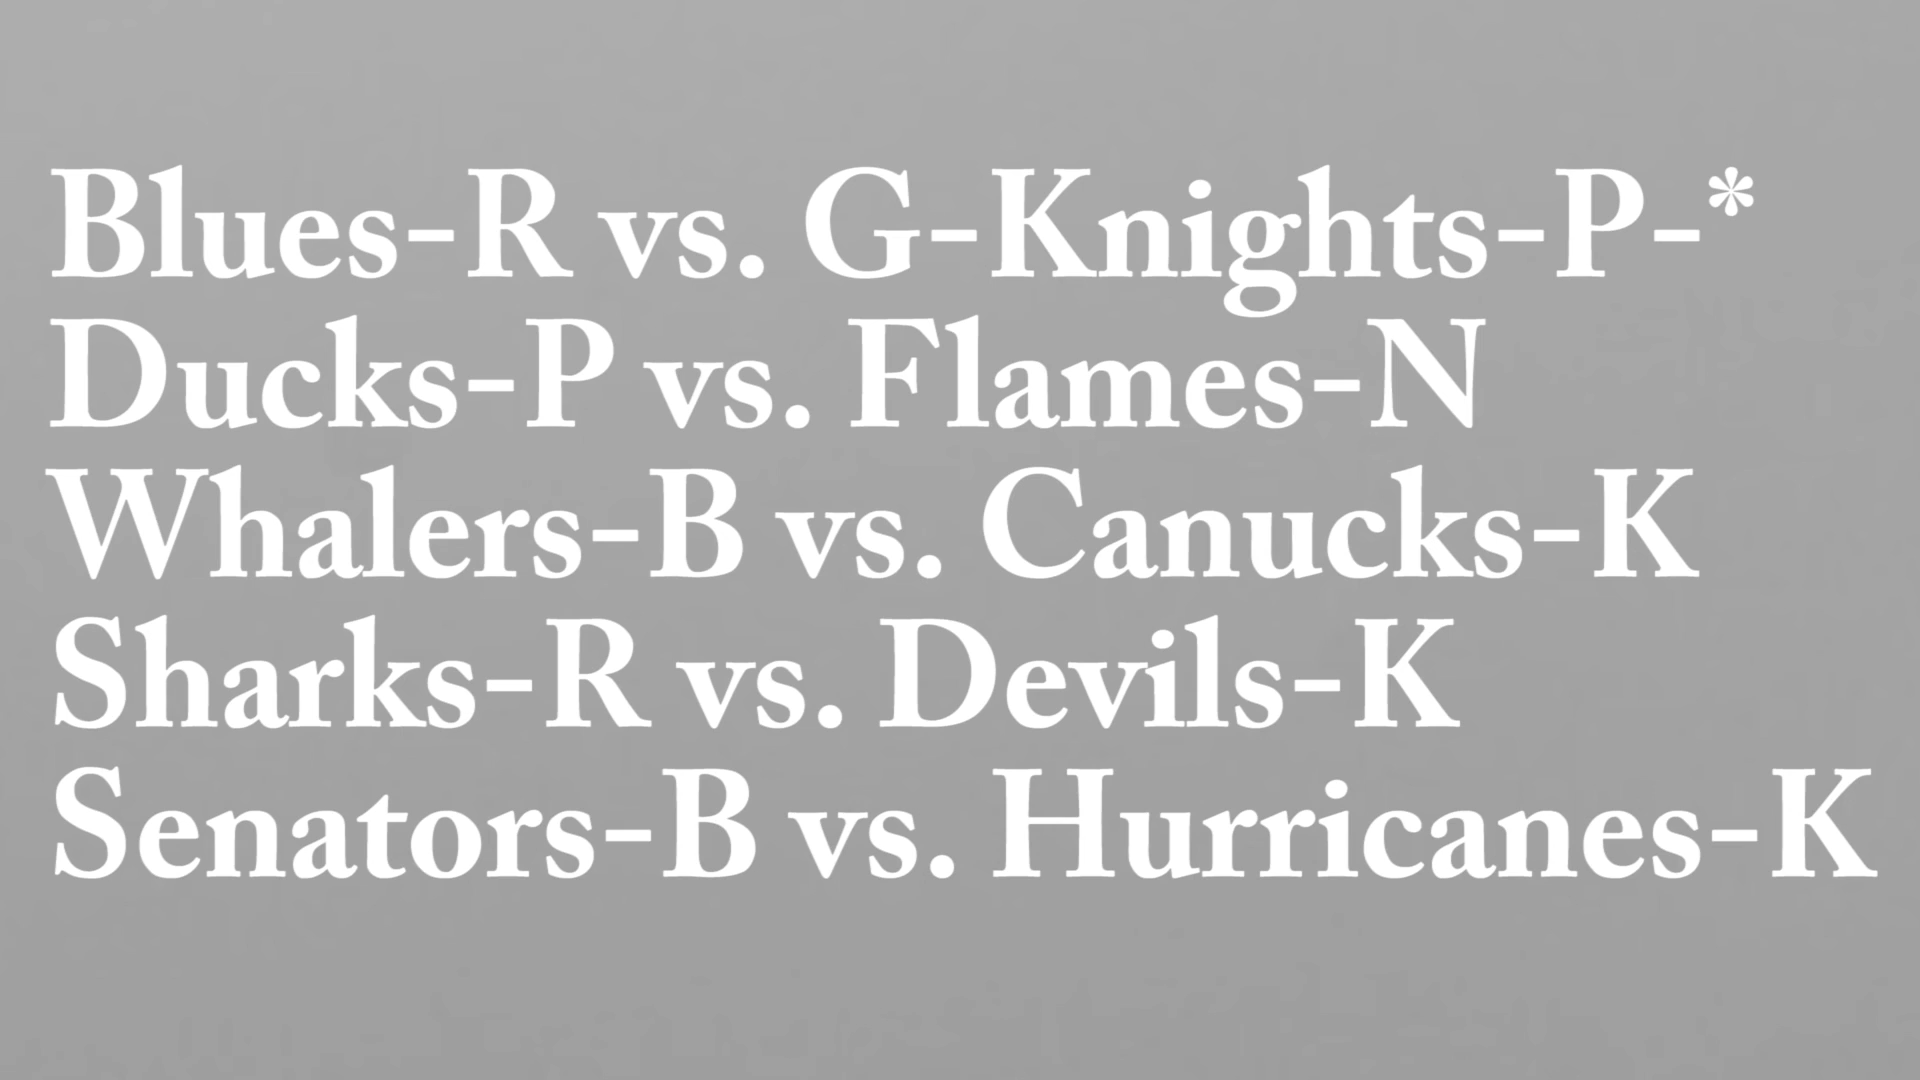 Blues-R vs. G-Knights-P-*
Ducks-P vs. Flames-N
Whalers-B vs. Canucks-K
Sharks-R vs. Devils-K
Senators-B vs. Hurricanes-K